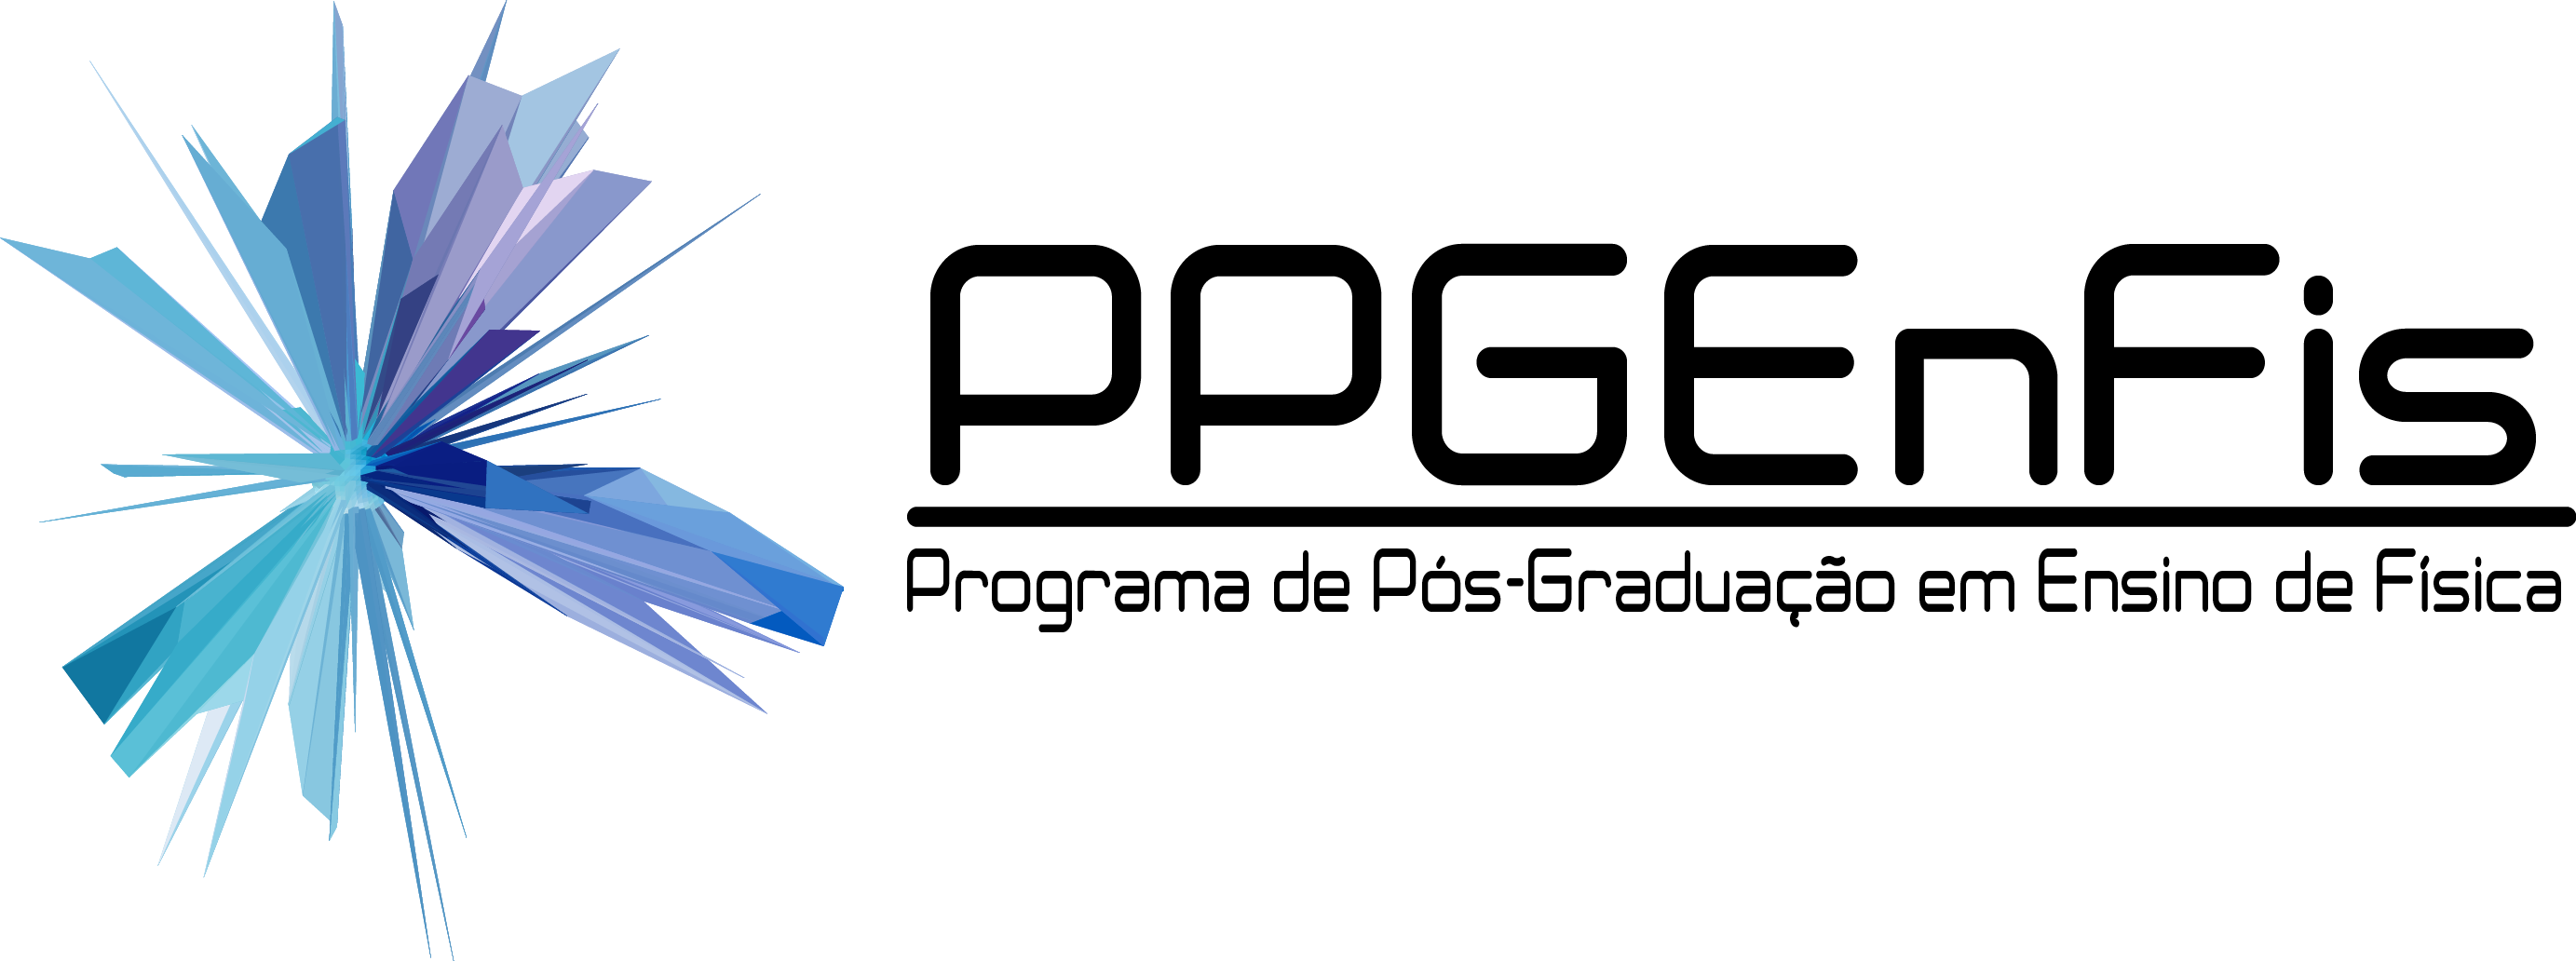 PPGEnFis
Programa de Pós-Graduação em Ensino de Física